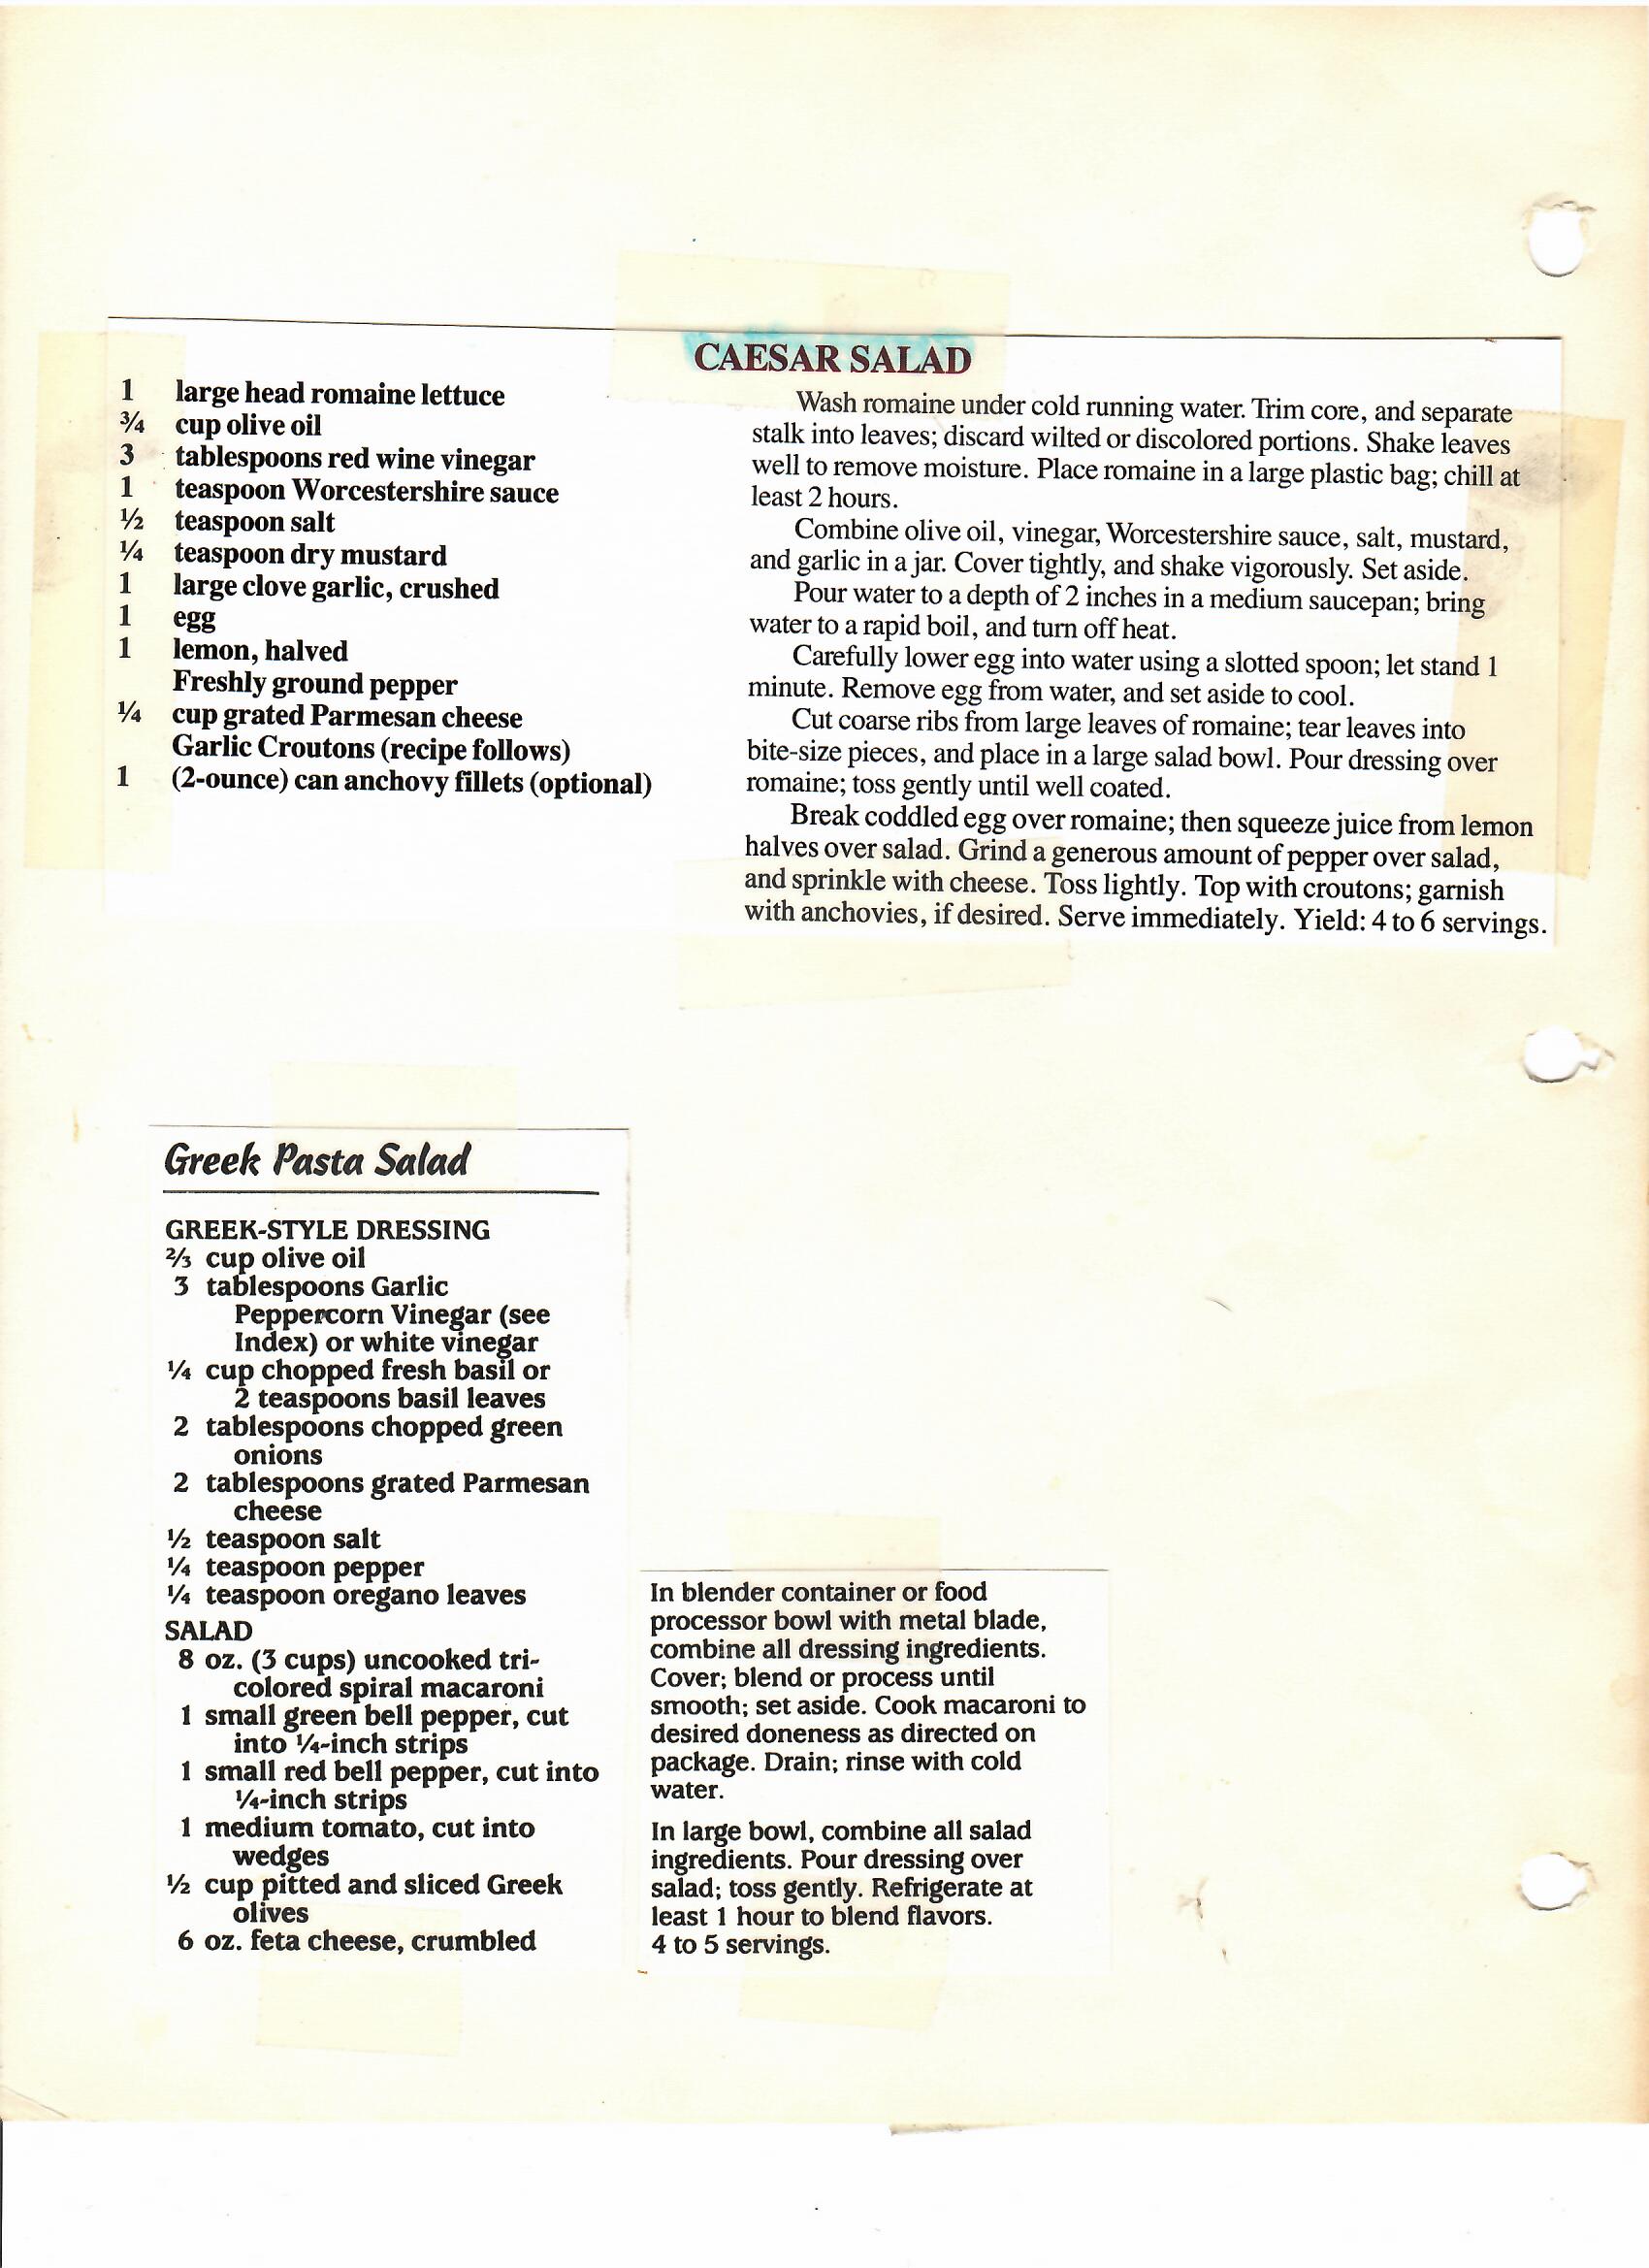 CAESAR SALAD
1 large head romaine lettuce
¾ cup olive oil
3 tablespoons red wine vinegar
1 teaspoon Worcestershire sauce
½ teaspoon salt
¼ teaspoon dry mustard
1 large clove garlic, crushed
1 egg
1 lemon, halved
Freshly ground pepper
¼ cup grated Parmesan cheese
Garlic Croutons (recipe follows)
1 (2-ounce) can anchovy fillets (optional)
Wash romaine under cold running water. Trim core, and separate
stalk into leaves; discard wilted or discolored portions. Shake leaves
well to remove moisture. Place romaine in a large plastic bag; chill at
least 2 hours.
Combine olive oil, vinegar, Worcestershire sauce, salt, mustard,
and garlic in a jar. Cover tightly, and shake vigorously. Set aside.
Pour water to a depth of 2 inches in a medium saucepan; bring
water to a rapid boil, and turn off heat.
Carefully lower egg into water using a slotted spoon; let stand 1
minute. Remove egg from water, and set aside to cool.
Cut coarse ribs from large leaves of romaine; tear leaves into
bite-size pieces, and place in a large salad bowl. Pour dressing over
romaine; toss gently until well coated.
Break coddled egg over romaine; then squeeze juice from lemon
halves over salad. Grind a generous amount of pepper over salad,
and sprinkle with cheese. Toss lightly. Top with croutons; garnish
with anchovies, if desired. Serve immediately. Yield: 4 to 6 servings.
Greek Pasta Salad
GREEK-STYLE DRESSING
⅔ cup olive oil
3 tablespoons Garlic
Peppercorn Vinegar (see
Index) or white vinegar
¼ cup chopped fresh basil or
2 teaspoons basil leaves
2 tablespoons chopped green
onions
2 tablespoons grated Parmesan
cheese
½ teaspoon salt
¼ teaspoon pepper
¼ teaspoon oregano leaves
SALAD
8 oz. (3 cups) uncooked tri-
colored spiral macaroni
1 small green bell pepper, cut
into ¼-inch strips
1 small red bell pepper, cut into
¼-inch strips
1 medium tomato, cut into
wedges
½ cup pitted and sliced Greek
olives
6 oz. feta cheese, crumbled
In blender container or food
processor bowl with metal blade,
combine all dressing ingredients.
Cover; blend or process until
smooth; set aside. Cook macaroni to
desired doneness as directed on
package. Drain; rinse with cold
water.
In large bowl, combine all salad
ingredients. Pour dressing over
salad; toss gently. Refrigerate at
least 1 hour to blend flavors.
4 to 5 servings.